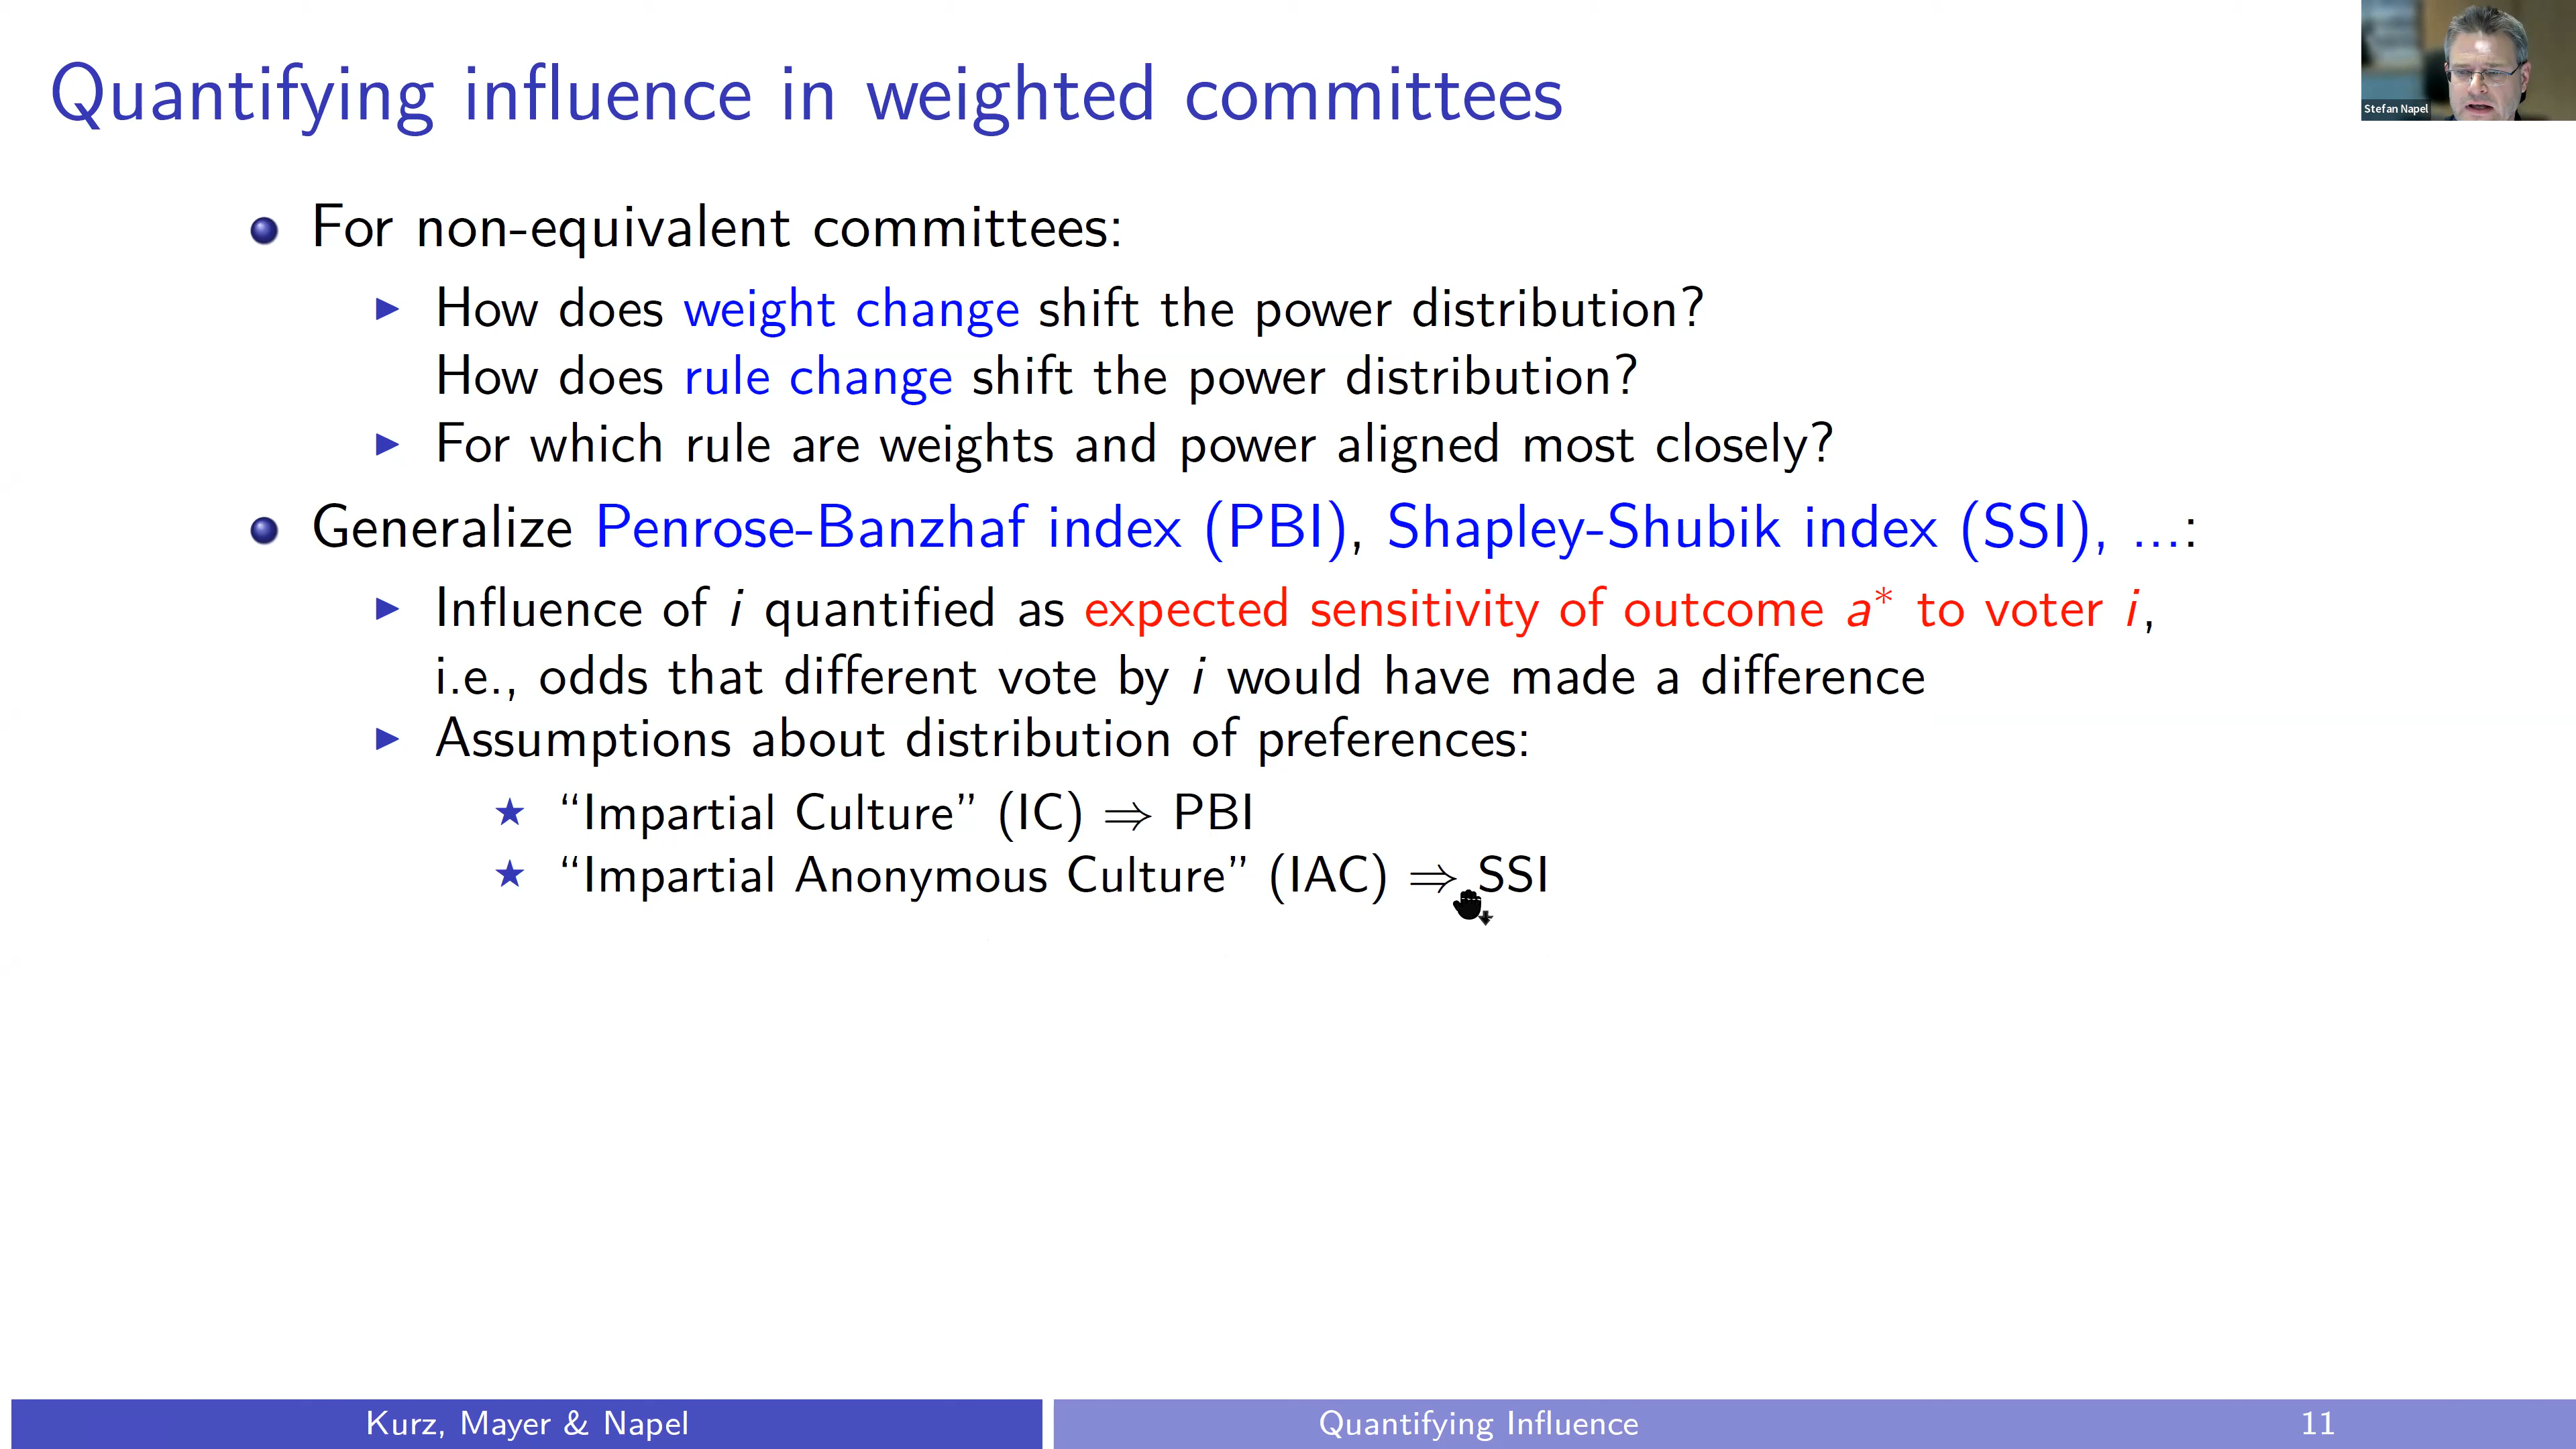 Quantifying influence in weighted committees
Stefan Napel
For non-equivalent committees:
How does weight change shift the power distribution?
How does rule change shift the power distribution?
For which rule are weights and power aligned most closely?
Generalize Penrose-Banzhaf index (PBI), Shapley-Shubik index (SSI), ...:
Influence of i quantified as expected sensitivity of outcome a* to voter i,
i.e., odds that different vote by i would have made a difference
Assumptions about distribution of preferences:
“Impartial Culture” (IC) ⇒ PBI
“Impartial Anonymous Culture” (IAC) ⇒ SSI
Kurz, Mayer & Napel
Quantifying Influence
11